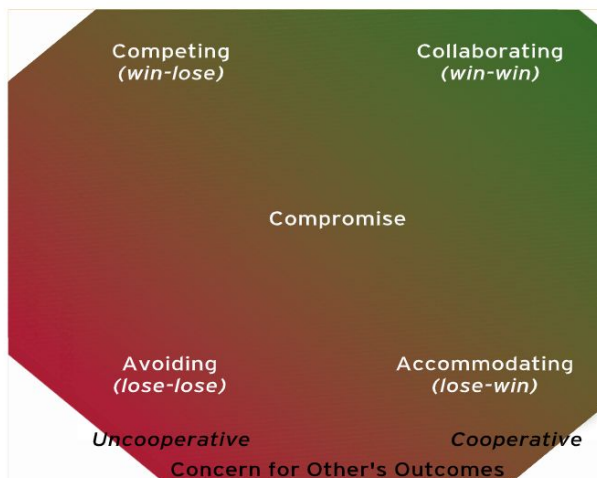 Competing
(win-lose)
Collaborating
(win-win)
Compromise
Avoiding
(lose-lose)
Accommodating
(lose-win)
Uncooperative
Cooperative
Concern for Other's Outcomes